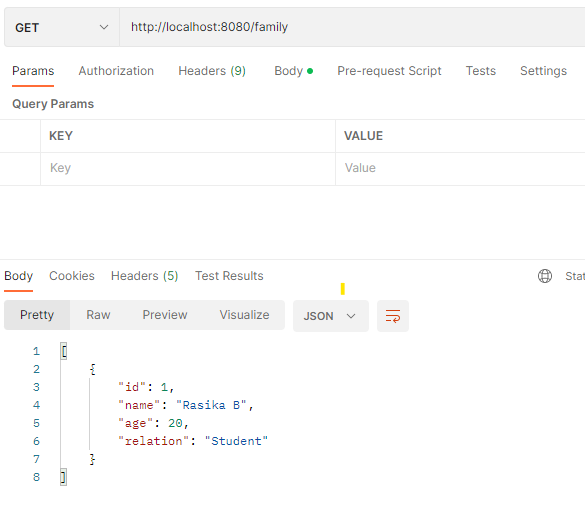 GET http://localhost:8080/family
Params Authorization Headers (9) Body Pre-request Script Tests Settings
Query Params
KEY VALUE
Key Value
Body Cookies Headers (5) Test Results
Pretty Raw Preview Visualize JSON
1 [
2 {
3 "id": 1,
4 "name": "Rasika B",
5 "age": 20,
6 "relation": "Student"
7 }
8 ]